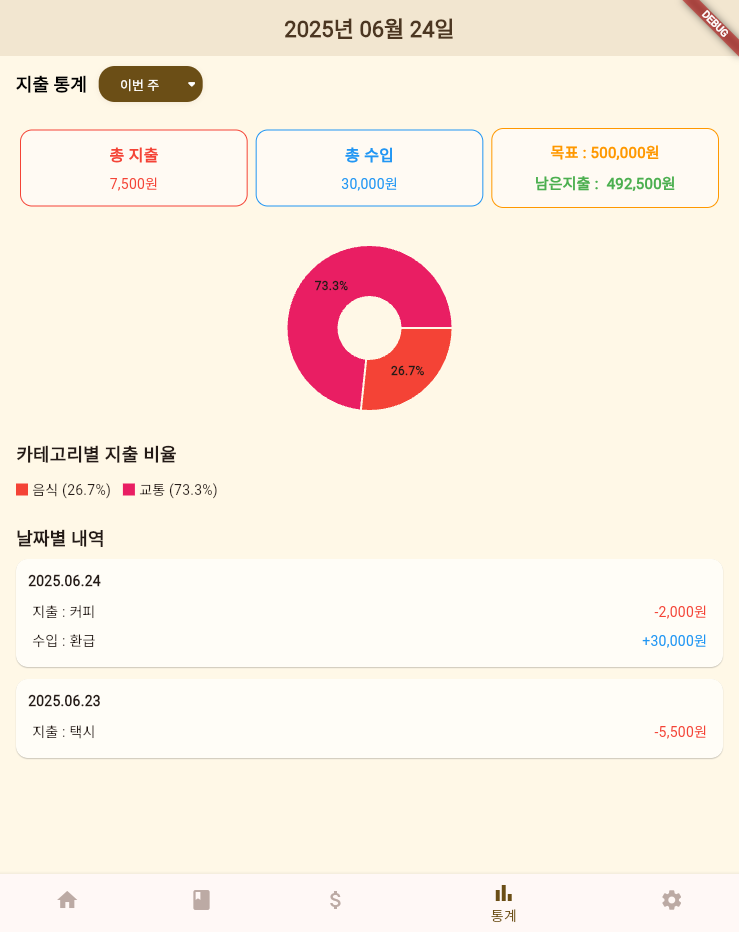 2025년 06월 24일
DEBUG
지출 통계 이번 주
총 지출
7,500원
총 수입
30,000원
목표 : 500,000원
남은지출 : 492,500원
73.3%
26.7%
카테고리별 지출 비율
음식 (26.7%) 교통 (73.3%)
날짜별 내역
2025.06.24
지출 : 커피 -2,000원
수입 : 환급 +30,000원
2025.06.23
지출 : 택시 -5,500원
통계